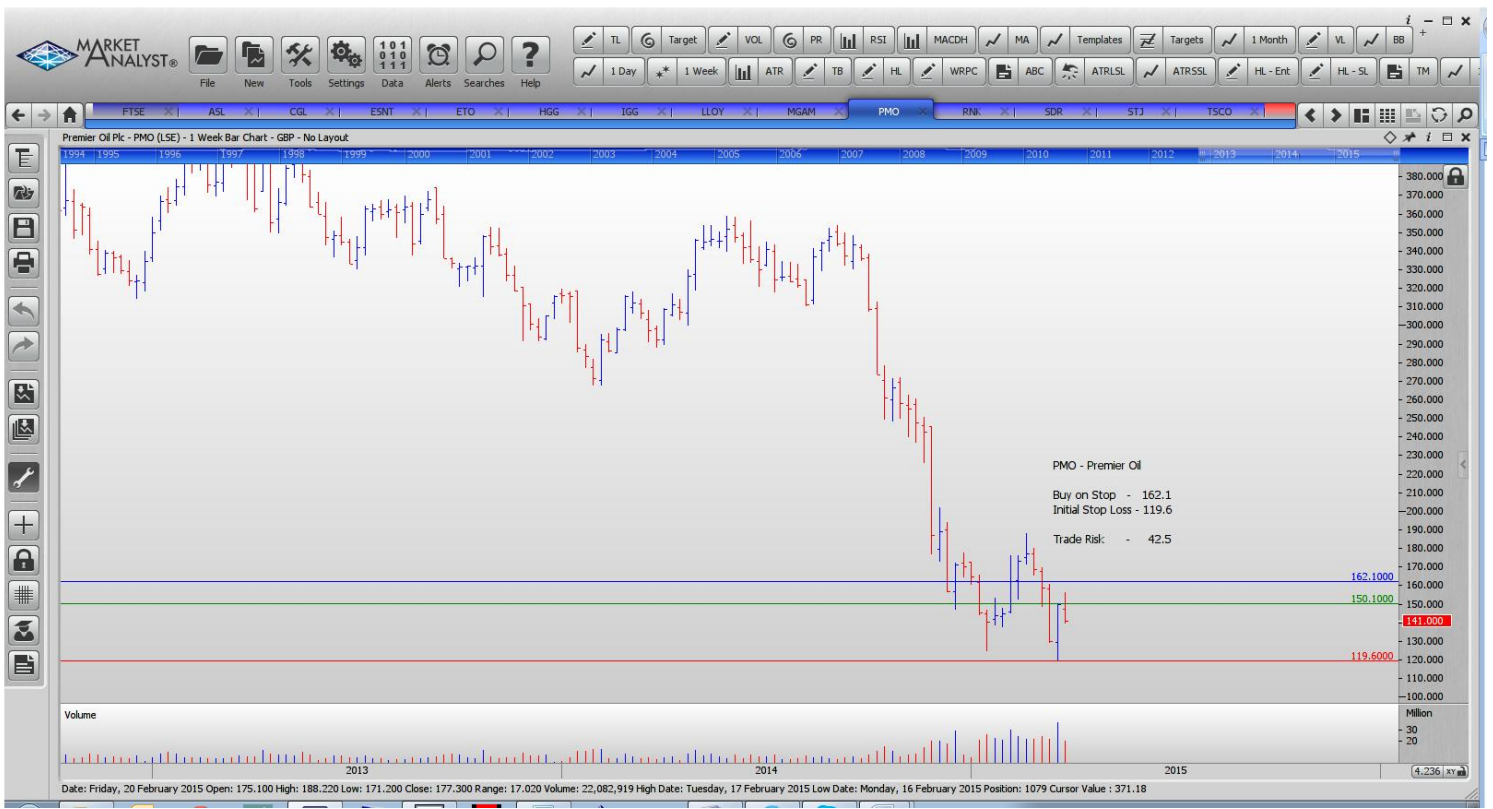 i
MARKET
ANALYST®
File
New
Tools
Settings
Data
Alerts
Searches
Help
TL
Target
VOL
PR
RSI
MACDH
MA
Templates
Targets
1 Month
VL
BB
1 Day
1 Week
ATR
TB
HL
WRPC
ABC
ATRLSL
ATRSSL
HL - Ent
HL - SL
TM
FTSE
ASL
CGL
ESNT
ETO
HGG
IGG
LLOY
MGAM
PMO
RNK
SDR
STJ
TSCO
Premier Oil Plc - PMO (LSE) - 1 Week Bar Chart - GBP - No Layout
1994 1995 1996 1997 1998 1999 2000 2001 2002 2003 2004 2005 2006 2007 2008 2009 2010 2011 2012 2013 2014 2015
380.000
370.000
360.000
350.000
340.000
330.000
320.000
310.000
300.000
290.000
280.000
270.000
260.000
250.000
240.000
230.000
220.000
210.000
200.000
190.000
180.000
170.000
160.000
150.000
141.000
130.000
120.000
110.000
100.000
PMO - Premier Oil
Buy on Stop - 162.1
Initial Stop Loss - 119.6
Trade Risk - 42.5
162.1000
150.1000
119.6000
Volume
Million
30
20
2013 2014 2015
4.236 XY
Date: Friday, 20 February 2015 Open: 175.100 High: 188.220 Low: 171.200 Close: 177.300 Range: 17.020 Volume: 22,082,919 High Date: Tuesday, 17 February 2015 Low Date: Monday, 16 February 2015 Position: 1079 Cursor Value : 371.18